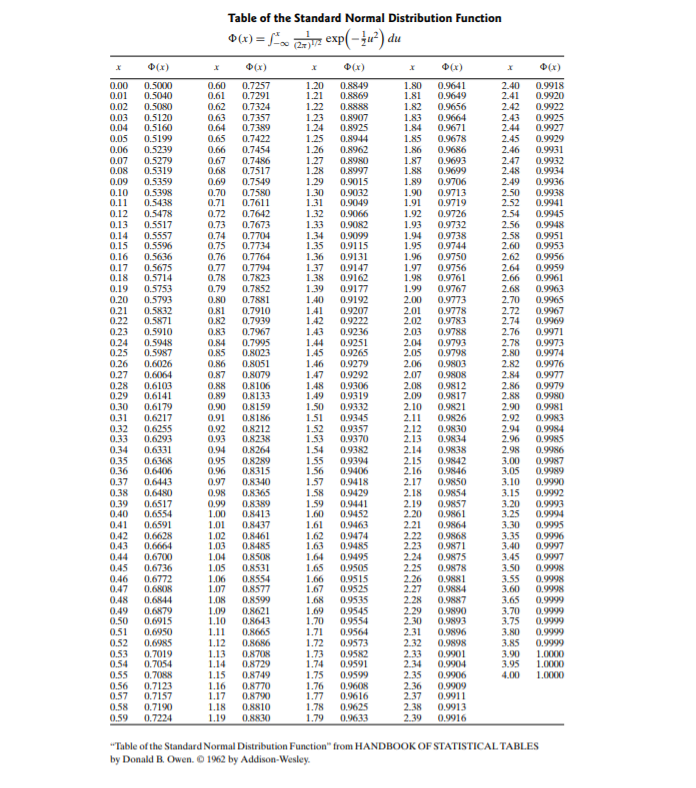 Table of the Standard Normal Distribution Function
Φ(x) = ∫_{−∞}^{x} 1/(2π)^{1/2} exp(−½u²) du
x Φ(x) x Φ(x) x Φ(x) x Φ(x) x Φ(x)
0.00 0.5000 0.60 0.7257 1.20 0.8849 1.80 0.9641 2.40 0.9918
0.01 0.5040 0.61 0.7291 1.21 0.8869 1.81 0.9649 2.41 0.9920
0.02 0.5080 0.62 0.7324 1.22 0.8888 1.82 0.9656 2.42 0.9922
0.03 0.5120 0.63 0.7357 1.23 0.8907 1.83 0.9664 2.43 0.9925
0.04 0.5160 0.64 0.7389 1.24 0.8925 1.84 0.9671 2.44 0.9927
0.05 0.5199 0.65 0.7422 1.25 0.8944 1.85 0.9678 2.45 0.9929
0.06 0.5239 0.66 0.7454 1.26 0.8962 1.86 0.9686 2.46 0.9931
0.07 0.5279 0.67 0.7486 1.27 0.8980 1.87 0.9693 2.47 0.9932
0.08 0.5319 0.68 0.7517 1.28 0.8997 1.88 0.9699 2.48 0.9934
0.09 0.5359 0.69 0.7549 1.29 0.9015 1.89 0.9706 2.49 0.9936
0.10 0.5398 0.70 0.7580 1.30 0.9032 1.90 0.9713 2.50 0.9938
0.11 0.5438 0.71 0.7611 1.31 0.9049 1.91 0.9719 2.52 0.9941
0.12 0.5478 0.72 0.7642 1.32 0.9066 1.92 0.9726 2.54 0.9945
0.13 0.5517 0.73 0.7673 1.33 0.9082 1.93 0.9732 2.56 0.9948
0.14 0.5557 0.74 0.7704 1.34 0.9099 1.94 0.9738 2.58 0.9951
0.15 0.5596 0.75 0.7734 1.35 0.9115 1.95 0.9744 2.60 0.9953
0.16 0.5636 0.76 0.7764 1.36 0.9131 1.96 0.9750 2.62 0.9956
0.17 0.5675 0.77 0.7794 1.37 0.9147 1.97 0.9756 2.64 0.9959
0.18 0.5714 0.78 0.7823 1.38 0.9162 1.98 0.9761 2.66 0.9961
0.19 0.5753 0.79 0.7852 1.39 0.9177 1.99 0.9767 2.68 0.9963
0.20 0.5793 0.80 0.7881 1.40 0.9192 2.00 0.9773 2.70 0.9965
0.21 0.5832 0.81 0.7910 1.41 0.9207 2.01 0.9778 2.72 0.9967
0.22 0.5871 0.82 0.7939 1.42 0.9222 2.02 0.9783 2.74 0.9969
0.23 0.5910 0.83 0.7967 1.43 0.9236 2.03 0.9788 2.76 0.9971
0.24 0.5948 0.84 0.7995 1.44 0.9251 2.04 0.9793 2.78 0.9973
0.25 0.5987 0.85 0.8023 1.45 0.9265 2.05 0.9798 2.80 0.9974
0.26 0.6026 0.86 0.8051 1.46 0.9279 2.06 0.9803 2.82 0.9976
0.27 0.6064 0.87 0.8079 1.47 0.9292 2.07 0.9808 2.84 0.9977
0.28 0.6103 0.88 0.8106 1.48 0.9306 2.08 0.9812 2.86 0.9979
0.29 0.6141 0.89 0.8133 1.49 0.9319 2.09 0.9817 2.88 0.9980
0.30 0.6179 0.90 0.8159 1.50 0.9332 2.10 0.9821 2.90 0.9981
0.31 0.6217 0.91 0.8186 1.51 0.9345 2.11 0.9826 2.92 0.9983
0.32 0.6255 0.92 0.8212 1.52 0.9357 2.12 0.9830 2.94 0.9984
0.33 0.6293 0.93 0.8238 1.53 0.9370 2.13 0.9834 2.96 0.9985
0.34 0.6331 0.94 0.8264 1.54 0.9382 2.14 0.9838 2.98 0.9986
0.35 0.6368 0.95 0.8289 1.55 0.9394 2.15 0.9842 3.00 0.9987
0.36 0.6406 0.96 0.8315 1.56 0.9406 2.16 0.9846 3.05 0.9989
0.37 0.6443 0.97 0.8340 1.57 0.9418 2.17 0.9850 3.10 0.9990
0.38 0.6480 0.98 0.8365 1.58 0.9429 2.18 0.9854 3.15 0.9992
0.39 0.6517 0.99 0.8389 1.59 0.9441 2.19 0.9857 3.20 0.9993
0.40 0.6554 1.00 0.8413 1.60 0.9452 2.20 0.9861 3.25 0.9994
0.41 0.6591 1.01 0.8437 1.61 0.9463 2.21 0.9864 3.30 0.9995
0.42 0.6628 1.02 0.8461 1.62 0.9474 2.22 0.9868 3.35 0.9996
0.43 0.6664 1.03 0.8485 1.63 0.9485 2.23 0.9871 3.40 0.9997
0.44 0.6700 1.04 0.8508 1.64 0.9495 2.24 0.9875 3.45 0.9997
0.45 0.6736 1.05 0.8531 1.65 0.9505 2.25 0.9878 3.50 0.9998
0.46 0.6772 1.06 0.8554 1.66 0.9515 2.26 0.9881 3.55 0.9998
0.47 0.6808 1.07 0.8577 1.67 0.9525 2.27 0.9884 3.60 0.9998
0.48 0.6844 1.08 0.8599 1.68 0.9535 2.28 0.9887 3.65 0.9999
0.49 0.6879 1.09 0.8621 1.69 0.9545 2.29 0.9890 3.70 0.9999
0.50 0.6915 1.10 0.8643 1.70 0.9554 2.30 0.9893 3.75 0.9999
0.51 0.6950 1.11 0.8665 1.71 0.9564 2.31 0.9896 3.80 0.9999
0.52 0.6985 1.12 0.8686 1.72 0.9573 2.32 0.9898 3.85 0.9999
0.53 0.7019 1.13 0.8708 1.73 0.9582 2.33 0.9901 3.90 1.0000
0.54 0.7054 1.14 0.8729 1.74 0.9591 2.34 0.9904 3.95 1.0000
0.55 0.7088 1.15 0.8749 1.75 0.9599 2.35 0.9906 4.00 1.0000
0.56 0.7123 1.16 0.8770 1.76 0.9608 2.36 0.9909
0.57 0.7157 1.17 0.8790 1.77 0.9616 2.37 0.9911
0.58 0.7190 1.18 0.8810 1.78 0.9625 2.38 0.9913
0.59 0.7224 1.19 0.8830 1.79 0.9633 2.39 0.9916
"Table of the Standard Normal Distribution Function" from HANDBOOK OF STATISTICAL TABLES
by Donald B. Owen. © 1962 by Addison-Wesley.